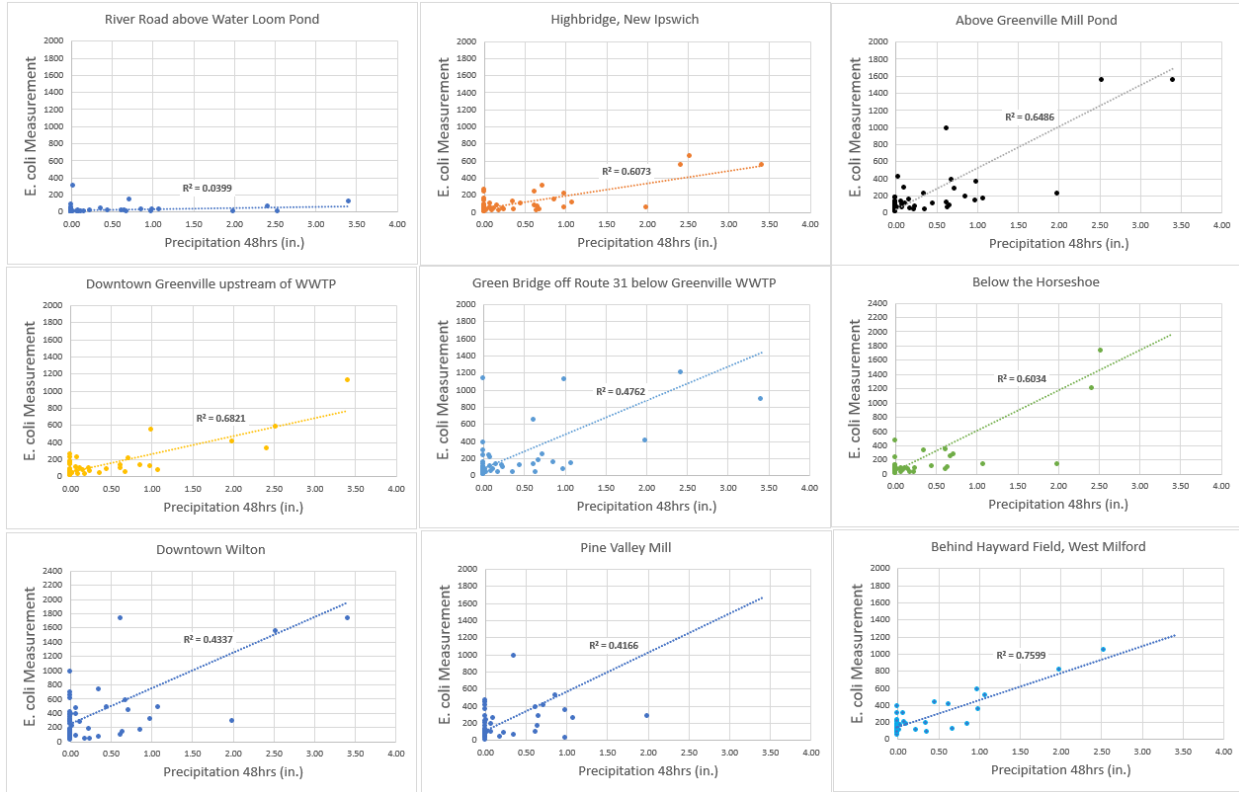 River Road above Water Loom Pond
E. coli Measurement
2000
1800
1600
1400
1200
1000
800
600
400
200
0
R² = 0.0399
0.00 0.50 1.00 1.50 2.00 2.50 3.00 3.50 4.00
Precipitation 48hrs (in.)
Highbridge, New Ipswich
E. coli Measurement
2000
1800
1600
1400
1200
1000
800
600
400
200
0
R² = 0.6073
0.00 0.50 1.00 1.50 2.00 2.50 3.00 3.50 4.00
Precipitation 48hrs (in.)
Above Greenville Mill Pond
E. coli Measurement
2000
1800
1600
1400
1200
1000
800
600
400
200
0
R² = 0.6486
0.00 0.50 1.00 1.50 2.00 2.50 3.00 3.50 4.00
Precipitation 48hrs (in.)
Downtown Greenville upstream of WWTP
E. coli Measurement
2000
1800
1600
1400
1200
1000
800
600
400
200
0
R² = 0.6821
0.00 0.50 1.00 1.50 2.00 2.50 3.00 3.50 4.00
Precipitation 48hrs (in.)
Green Bridge off Route 31 below Greenville WWTP
E. coli Measurement
2000
1800
1600
1400
1200
1000
800
600
400
200
0
R² = 0.4762
0.00 0.50 1.00 1.50 2.00 2.50 3.00 3.50 4.00
Precipitation 48hrs (in.)
Below the Horseshoe
E. coli Measurement
2400
2200
2000
1800
1600
1400
1200
1000
800
600
400
200
0
R² = 0.6034
0.00 0.50 1.00 1.50 2.00 2.50 3.00 3.50 4.00
Precipitation 48hrs (in.)
Downtown Wilton
E. coli Measurement
2400
2200
2000
1800
1600
1400
1200
1000
800
600
400
200
0
R² = 0.4337
0.00 0.50 1.00 1.50 2.00 2.50 3.00 3.50 4.00
Precipitation 48hrs (in.)
Pine Valley Mill
E. coli Measurement
2000
1800
1600
1400
1200
1000
800
600
400
200
0
R² = 0.4166
0.00 0.50 1.00 1.50 2.00 2.50 3.00 3.50 4.00
Precipitation 48hrs (in.)
Behind Hayward Field, West Milford
E. coli Measurement
2000
1800
1600
1400
1200
1000
800
600
400
200
0
R² = 0.7599
0.00 0.50 1.00 1.50 2.00 2.50 3.00 3.50 4.00
Precipitation 48hrs (in.)